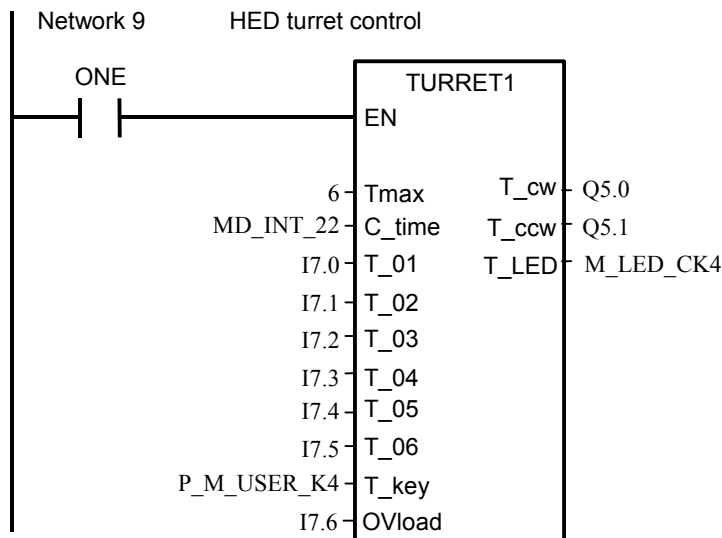 Network 9 HED turret control
ONE
TURRET1
EN
6 Tmax T_cw Q5.0
MD_INT_22 C_time T_ccw Q5.1
I7.0 T_01 T_LED M_LED_CK4
I7.1 T_02
I7.2 T_03
I7.3 T_04
I7.4 T_05
I7.5 T_06
P_M_USER_K4 T_key
I7.6 OVload